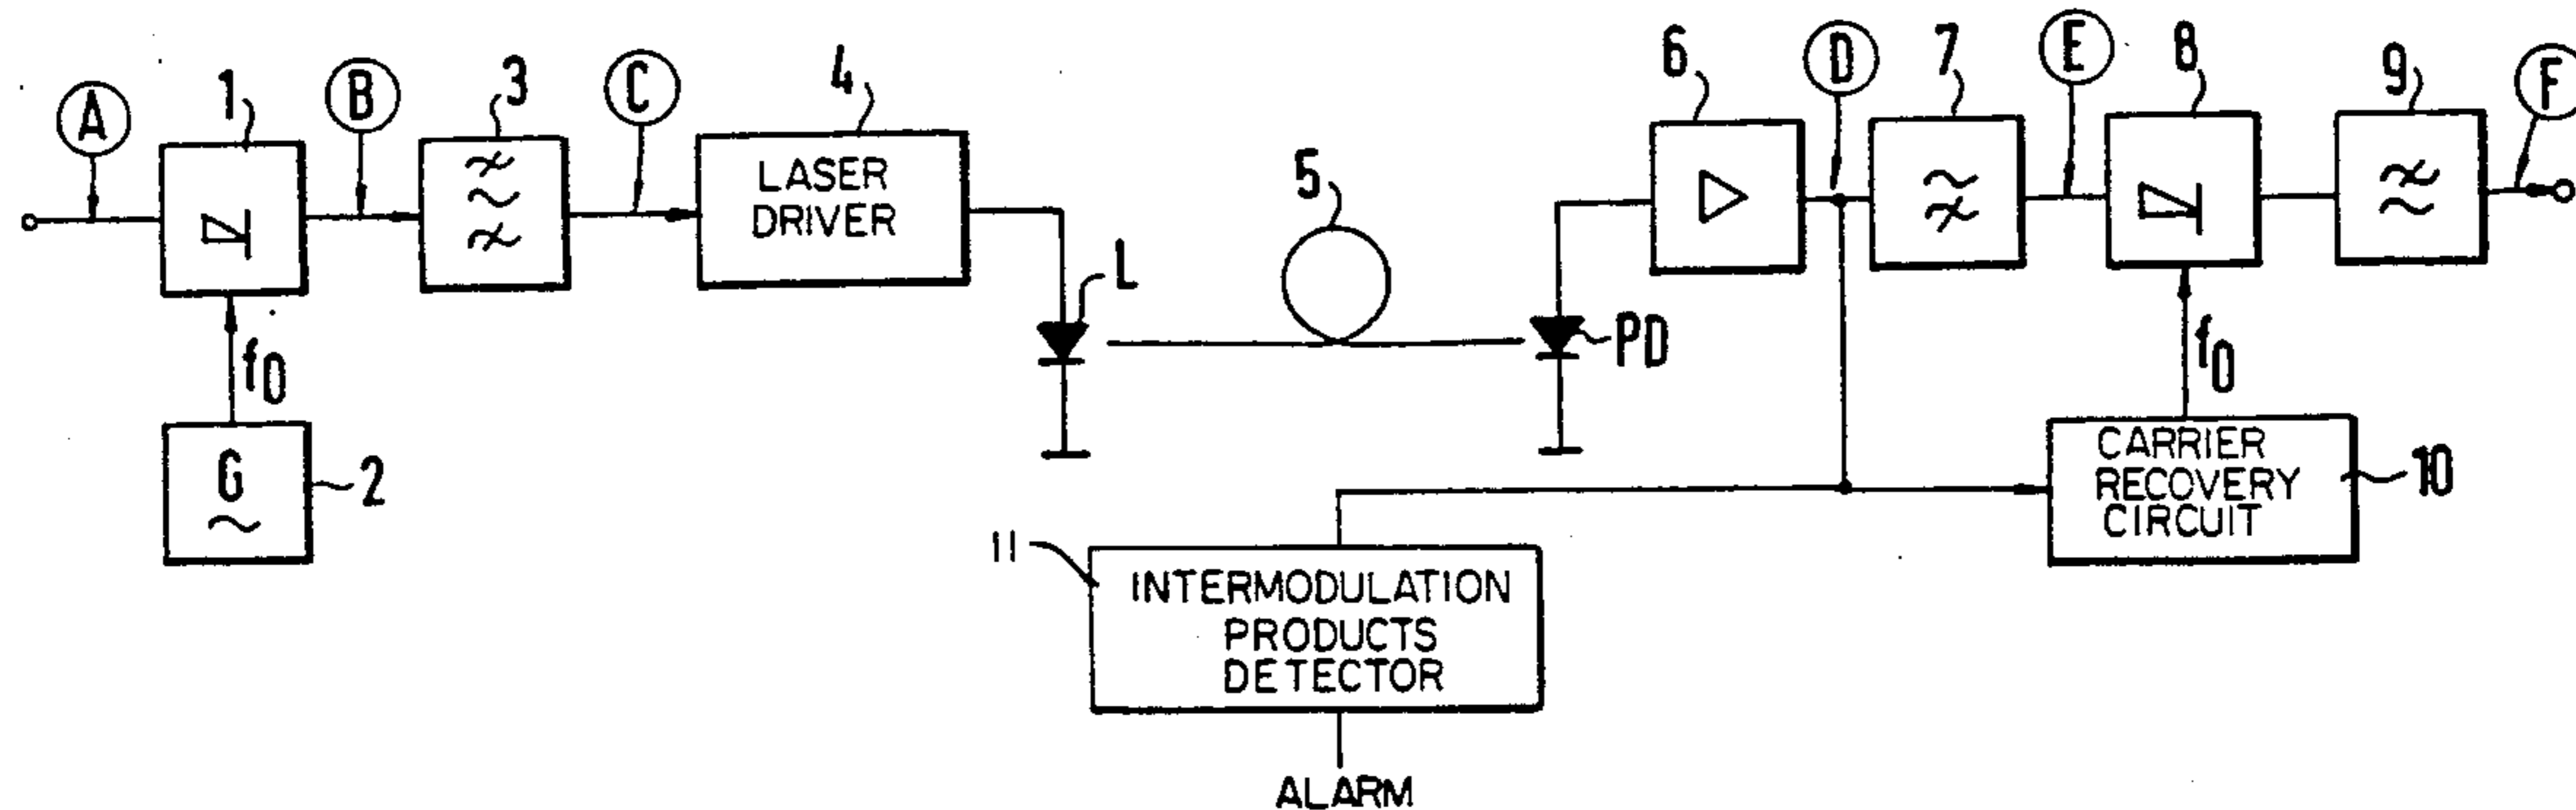 A
1
B
3
C
4
5
6
D
7
E
8
9
F
LASER
DRIVER
L
PD
f0
f0
G
2
CARRIER
RECOVERY
CIRCUIT
10
11
INTERMODULATION
PRODUCTS
DETECTOR
ALARM